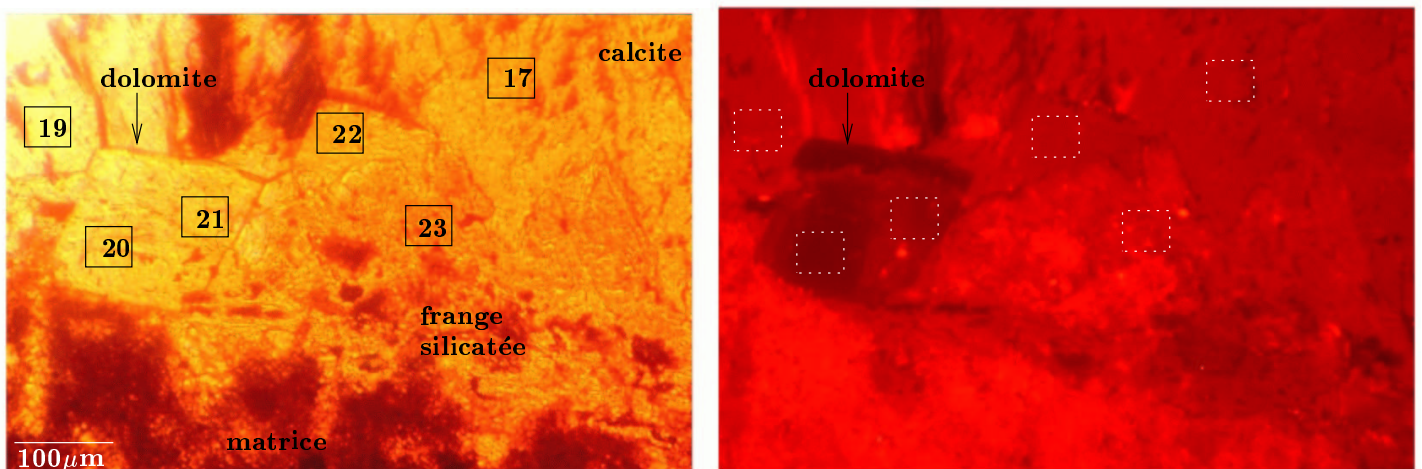 calcite
dolomite
17
19
22
21
20
23
frange
silicatée
matrice
100µm
dolomite